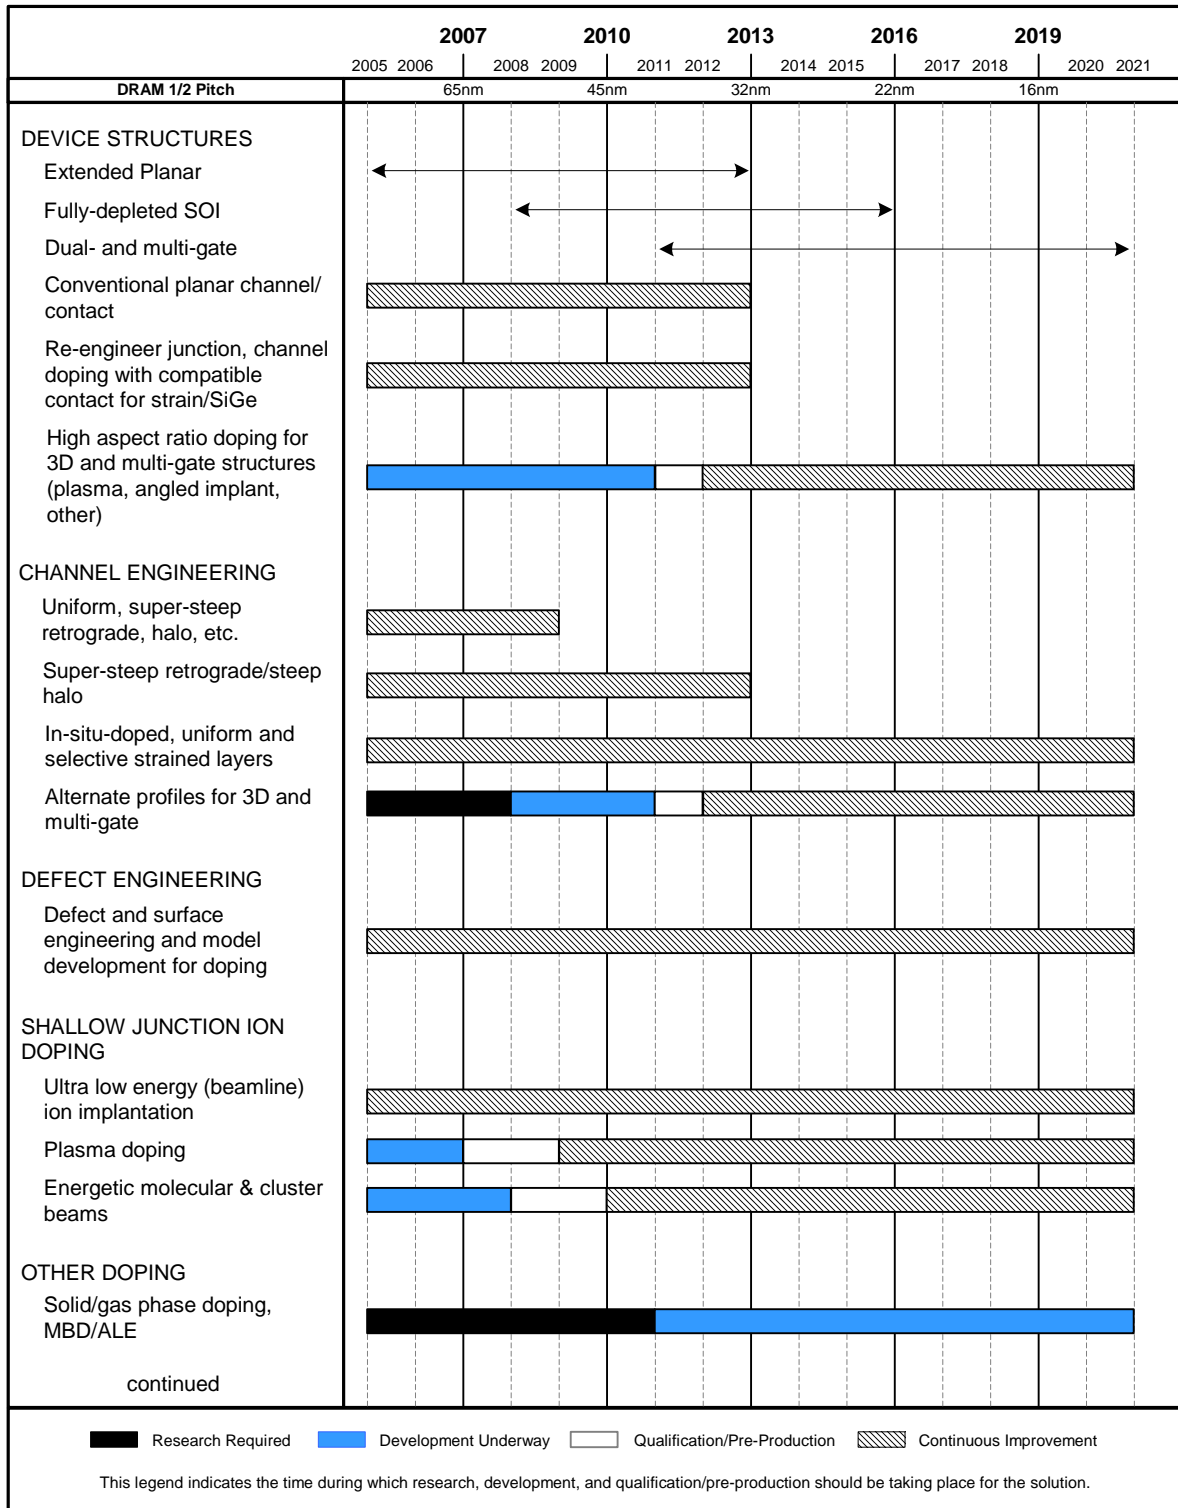 2007 2010 2013 2016 2019
2005 2006 2008 2009 2011 2012 2014 2015 2017 2018 2020 2021
DRAM 1/2 Pitch 65nm 45nm 32nm 22nm 16nm
DEVICE STRUCTURES
Extended Planar
Fully-depleted SOI
Dual- and multi-gate
Conventional planar channel/
contact
Re-engineer junction, channel
doping with compatible
contact for strain/SiGe
High aspect ratio doping for
3D and multi-gate structures
(plasma, angled implant,
other)
CHANNEL ENGINEERING
Uniform, super-steep
retrograde, halo, etc.
Super-steep retrograde/steep
halo
In-situ-doped, uniform and
selective strained layers
Alternate profiles for 3D and
multi-gate
DEFECT ENGINEERING
Defect and surface
engineering and model
development for doping
SHALLOW JUNCTION ION
DOPING
Ultra low energy (beamline)
ion implantation
Plasma doping
Energetic molecular & cluster
beams
OTHER DOPING
Solid/gas phase doping,
MBD/ALE
continued
Research Required Development Underway Qualification/Pre-Production Continuous Improvement
This legend indicates the time during which research, development, and qualification/pre-production should be taking place for the solution.